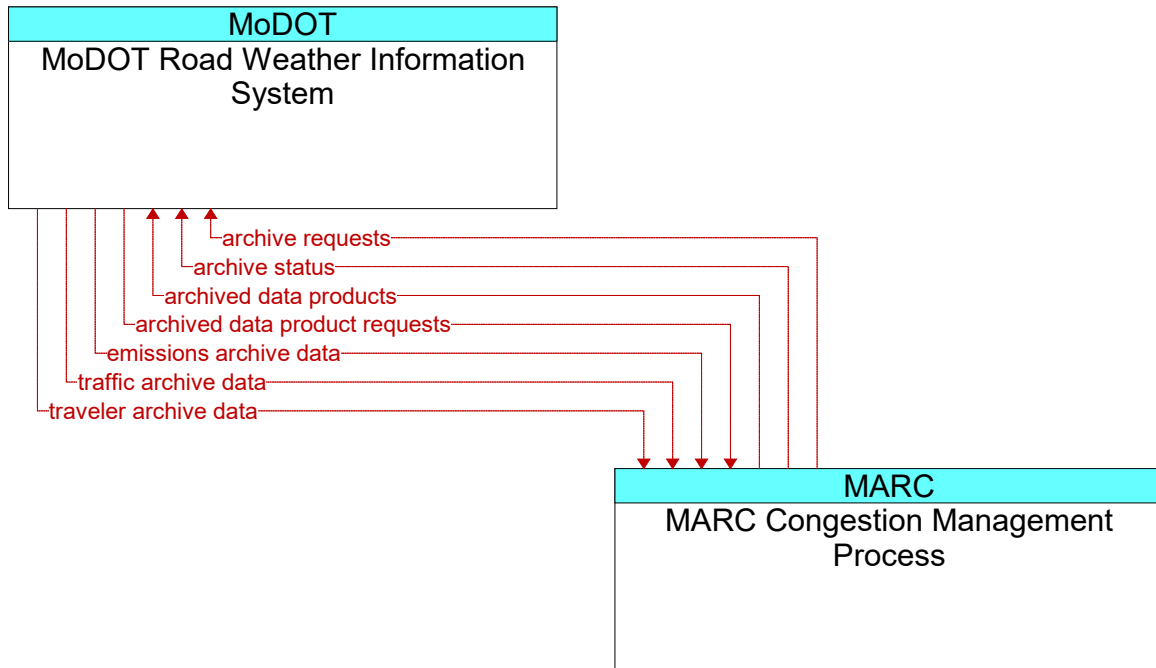 MoDOT
MoDOT Road Weather Information
System
archive requests
archive status
archived data products
archived data product requests
emissions archive data
traffic archive data
traveler archive data
MARC
MARC Congestion Management
Process